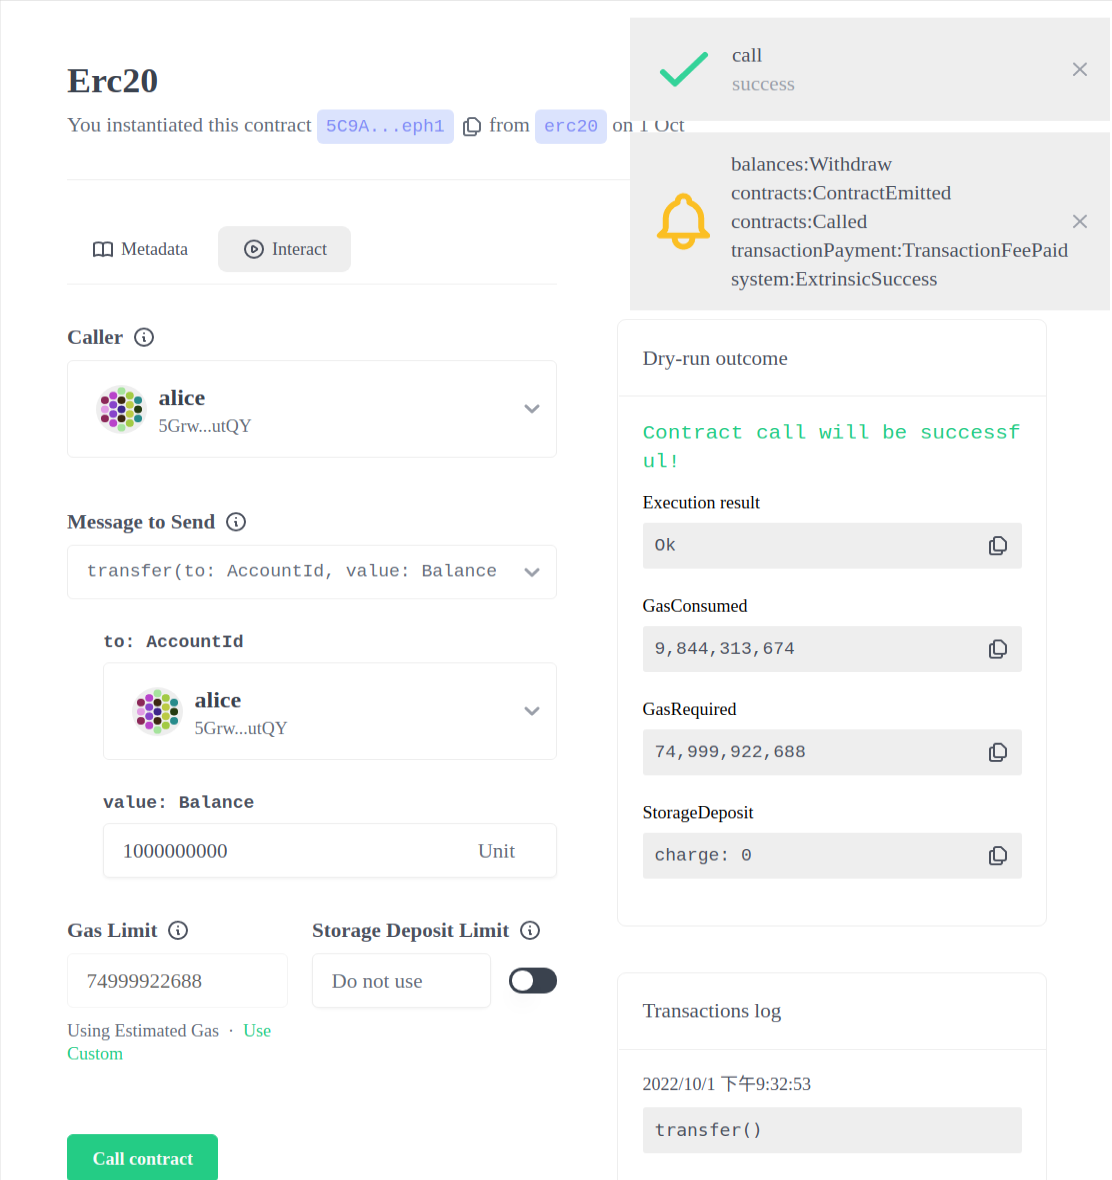 Erc20
You instantiated this contract 5C9A...eph1 from erc20 on 1 Oct
call
success
balances:Withdraw
contracts:ContractEmitted
contracts:Called
transactionPayment:TransactionFeePaid
system:ExtrinsicSuccess
Metadata
Interact
Caller
alice
5Grw...utQY
Message to Send
transfer(to: AccountId, value: Balance
to: AccountId
alice
5Grw...utQY
value: Balance
1000000000 Unit
Gas Limit
74999922688
Using Estimated Gas · Use
Custom
Storage Deposit Limit
Do not use
Call contract
Dry-run outcome
Contract call will be successf
ul!
Execution result
Ok
GasConsumed
9,844,313,674
GasRequired
74,999,922,688
StorageDeposit
charge: 0
Transactions log
2022/10/1 下午9:32:53
transfer()